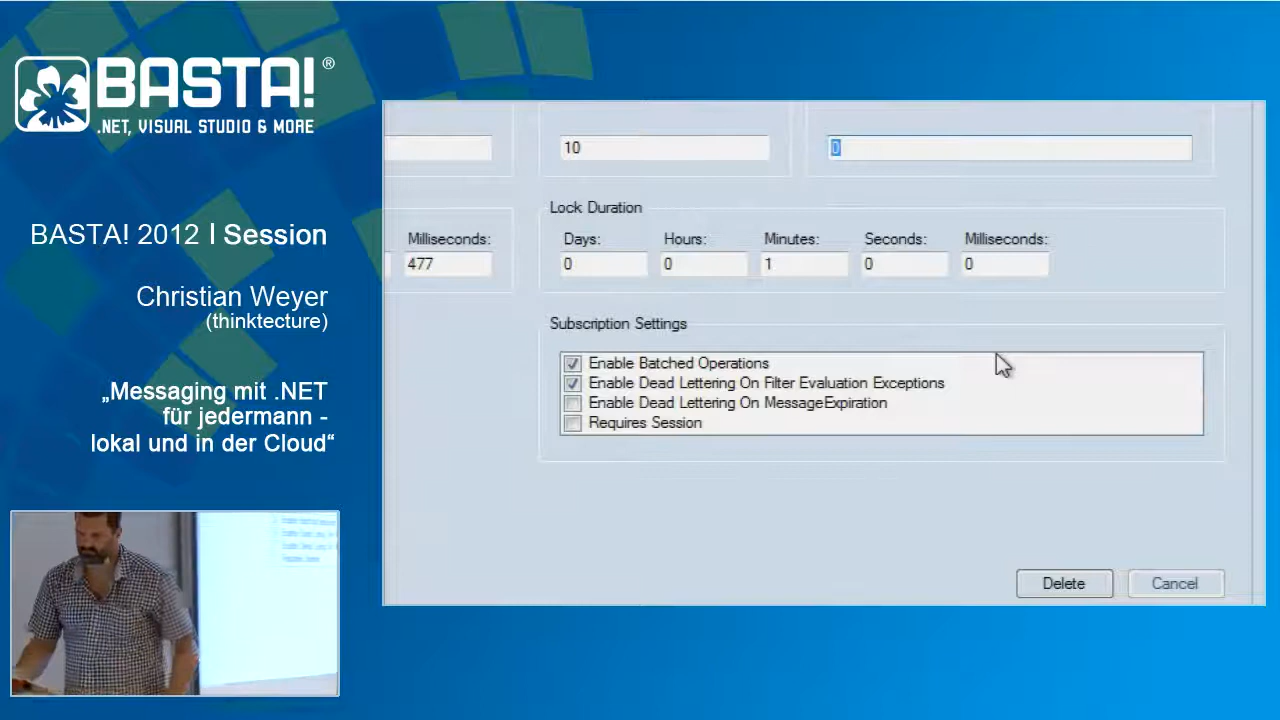 BASTA!®
.NET, VISUAL STUDIO & MORE
BASTA! 2012 | Session
Christian Weyer
(thinktecture)
„Messaging mit .NET
für jedermann -
lokal und in der Cloud“
10
0
Lock Duration
Milliseconds:
Days:
Hours:
Minutes:
Seconds:
Milliseconds:
477
0
0
1
0
0
Subscription Settings
Enable Batched Operations
Enable Dead Lettering On Filter Evaluation Exceptions
Enable Dead Lettering On MessageExpiration
Requires Session
Delete
Cancel